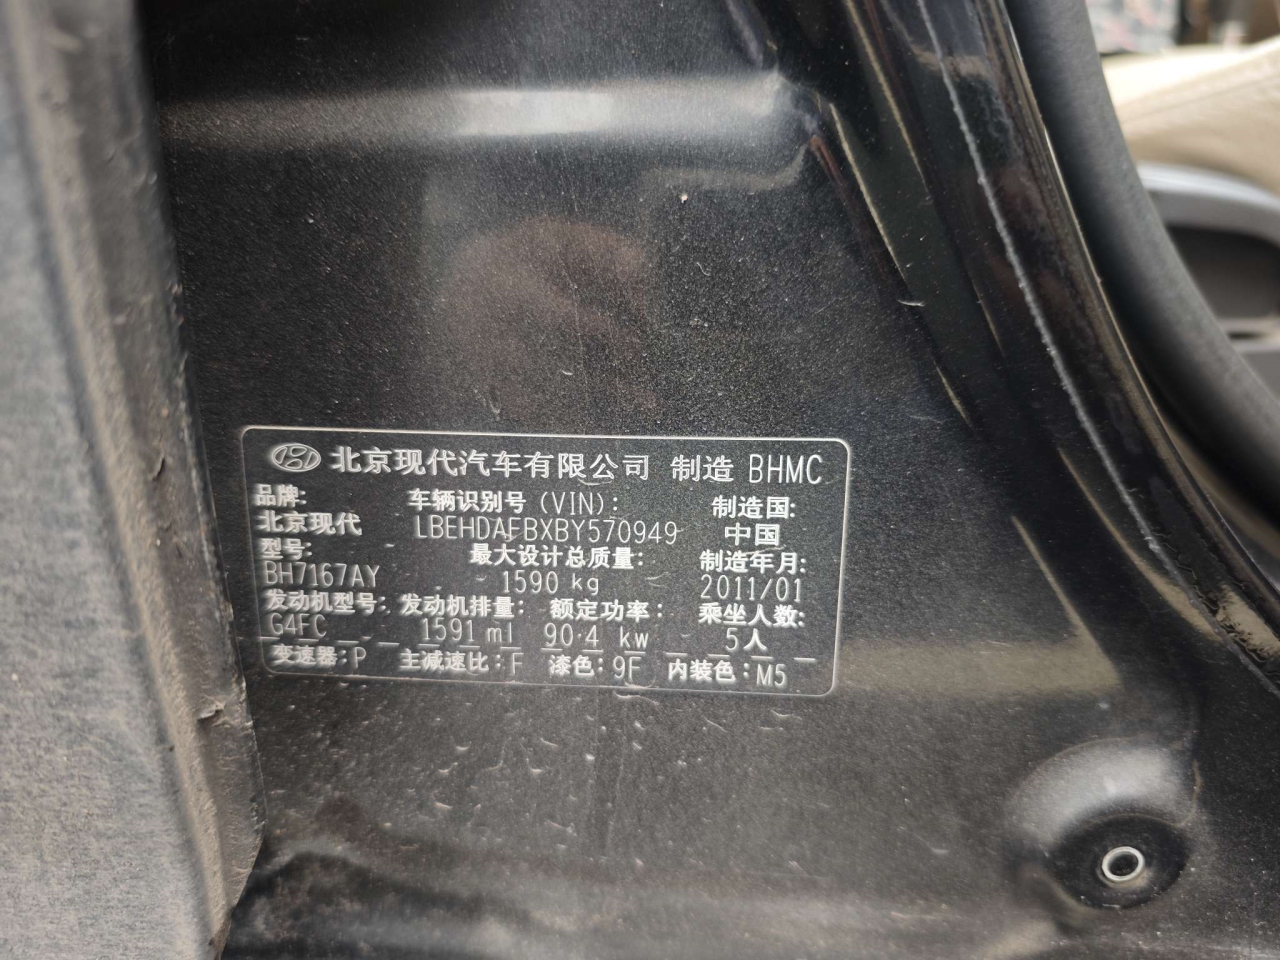 北京现代汽车有限公司 制造 BHMC
品牌: 车辆识别号 (VIN): 制造国:
北京现代 LBEHDAFBXBY570949 中国
型号: 最大设计总质量: 制造年月:
BH7167AY 1590 kg 2011/01
发动机型号: 发动机排量: 额定功率: 乘坐人数:
G4FC 1591 ml 90.4 kw 5人
变速器:P 主减速比:F 漆色:9F 内装色:M5